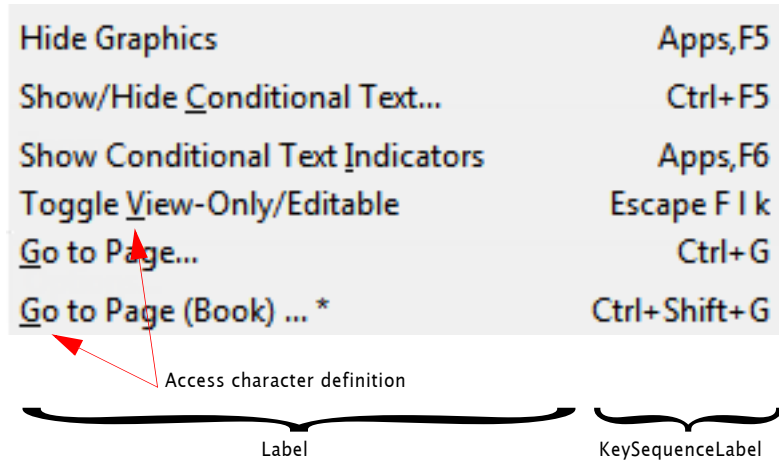 Hide Graphics Apps,F5
Show/Hide Conditional Text... Ctrl+F5
Show Conditional Text Indicators Apps,F6
Toggle View-Only/Editable Escape F l k
Go to Page... Ctrl+G
Go to Page (Book) ... * Ctrl+Shift+G
Access character definition
Label KeySequenceLabel